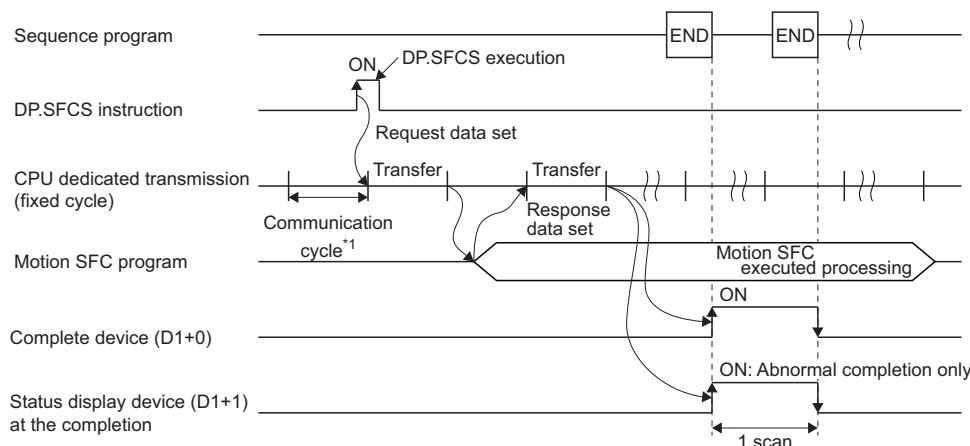 Sequence program
END
END
ON
DP.SFCS execution
DP.SFCS instruction
Request data set
Transfer
Transfer
CPU dedicated transmission
(fixed cycle)
Communication
cycle*1
Response
data set
Motion SFC program
Motion SFC
executed processing
ON
Complete device (D1+0)
ON: Abnormal completion only
Status display device (D1+1)
at the completion
1 scan